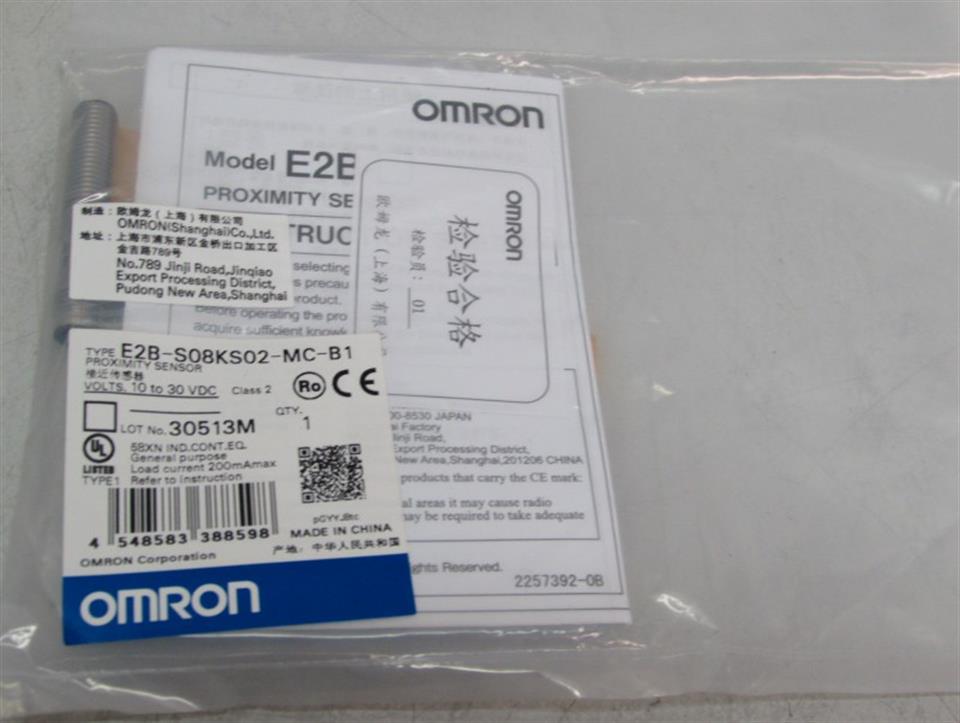 OMRON
Model E2B
PROXIMITY SE
TRUC
selecting
s precau
product.
before operating the pro
acquire sufficient knowl
OMRON
检验合格
检验员: 01
欧姆龙(上海)有限公
制造: 欧姆龙(上海)有限公司
OMRON(Shanghai)Co.,Ltd.
地址: 上海市浦东新区金桥出口加工区
金吉路789号
No.789 Jinji Road,Jinqiao
Export Processing District,
Pudong New Area,Shanghai
TYPE E2B-S08KS02-MC-B1
PROXIMITY SENSOR
接近传感器
VOLTS. 10 to 30 VDC Class 2
Ro CE
QTY.
LOT No. 30513M 1
UL
LISTED
TYPE1
58XN IND.CONT.EQ.
General purpose
Load current 200mAmax
Refer to instruction
pGYYJBtc
4 548583 388598
MADE IN CHINA
产地: 中华人民共和国
OMRON Corporation
OMRON
00-8530 JAPAN
ai Factory
Jinji Road,
Export Processing District,
New Area,Shanghai,201206 CHINA
products that carry the CE mark:
al areas it may cause radio
may be required to take adequate
ghts Reserved.
2257392-0B